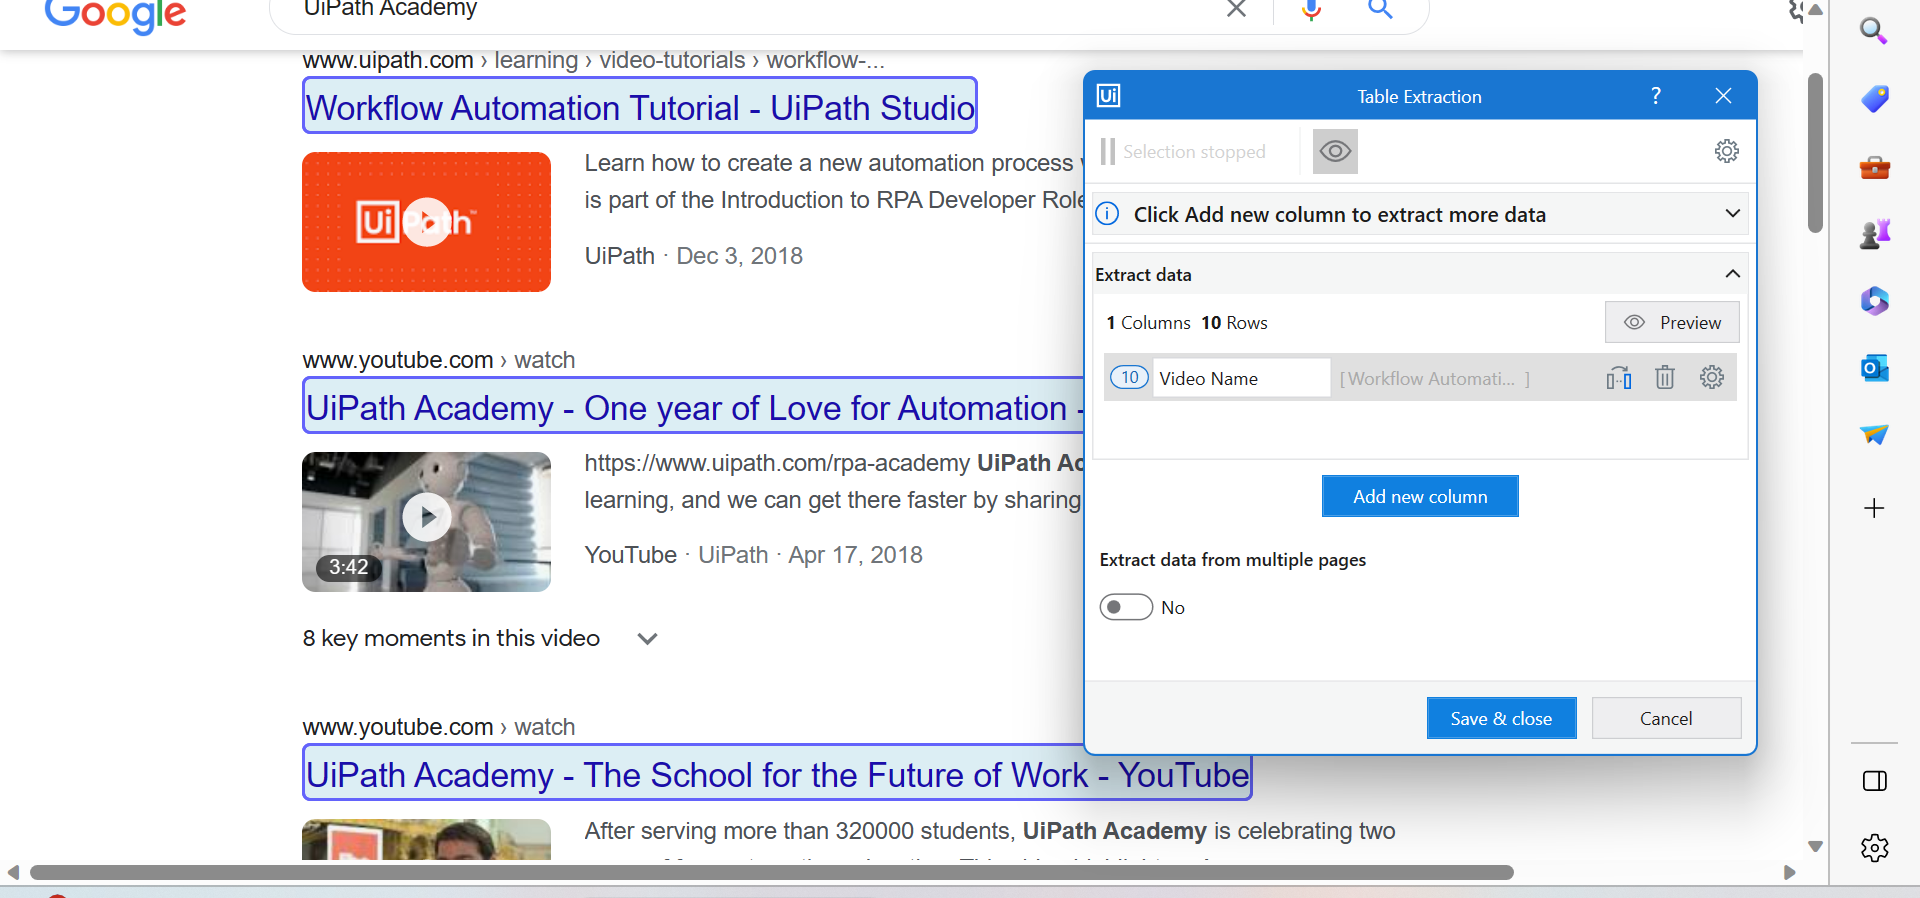 Google
UiPath Academy
www.uipath.com › learning › video-tutorials › workflow-...
Workflow Automation Tutorial - UiPath Studio
Learn how to create a new automation process
is part of the Introduction to RPA Developer Role
UiPath
UiPath · Dec 3, 2018
www.youtube.com › watch
UiPath Academy - One year of Love for Automation -
https://www.uipath.com/rpa-academy UiPath Ac
learning, and we can get there faster by sharing
YouTube · UiPath · Apr 17, 2018
3:42
8 key moments in this video
www.youtube.com › watch
UiPath Academy - The School for the Future of Work - YouTube
After serving more than 320000 students, UiPath Academy is celebrating two
Ui
Table Extraction
?
Selection stopped
Click Add new column to extract more data
Extract data
1 Columns 10 Rows
Preview
10 Video Name [ Workflow Automati... ]
Add new column
Extract data from multiple pages
No
Save & close
Cancel